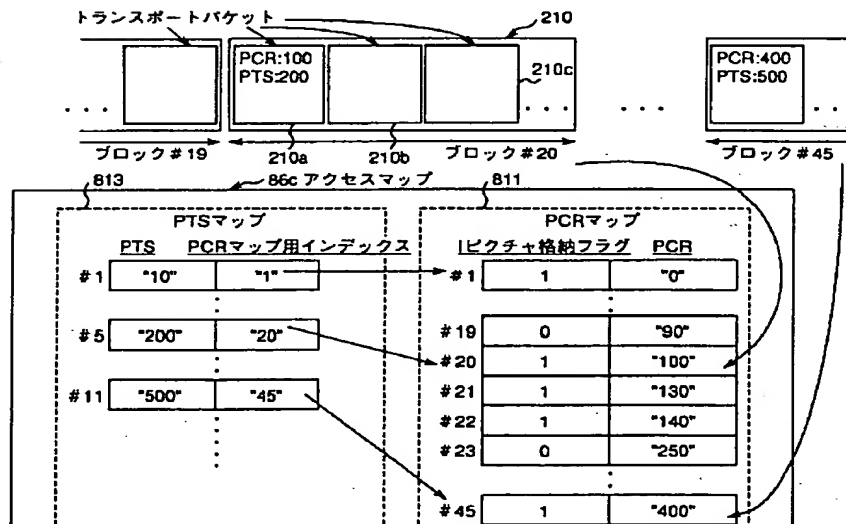 トランスポートパケット
210
PCR:100
PTS:200
210c
PCR:400
PTS:500
. . .
. . .
. . .
. . .
ブロック#19
210a
210b
ブロック#20
ブロック#45
813
86c アクセスマップ
811
PTSマップ
PCRマップ
PTS PCRマップ用インデックス
Iピクチャ格納フラグ PCR
#1 "10" "1"
#1 1 "0"
#5 "200" "20"
#19 0 "90"
#20 1 "100"
#11 "500" "45"
#21 1 "130"
#22 1 "140"
#23 0 "250"
#45 1 "400"